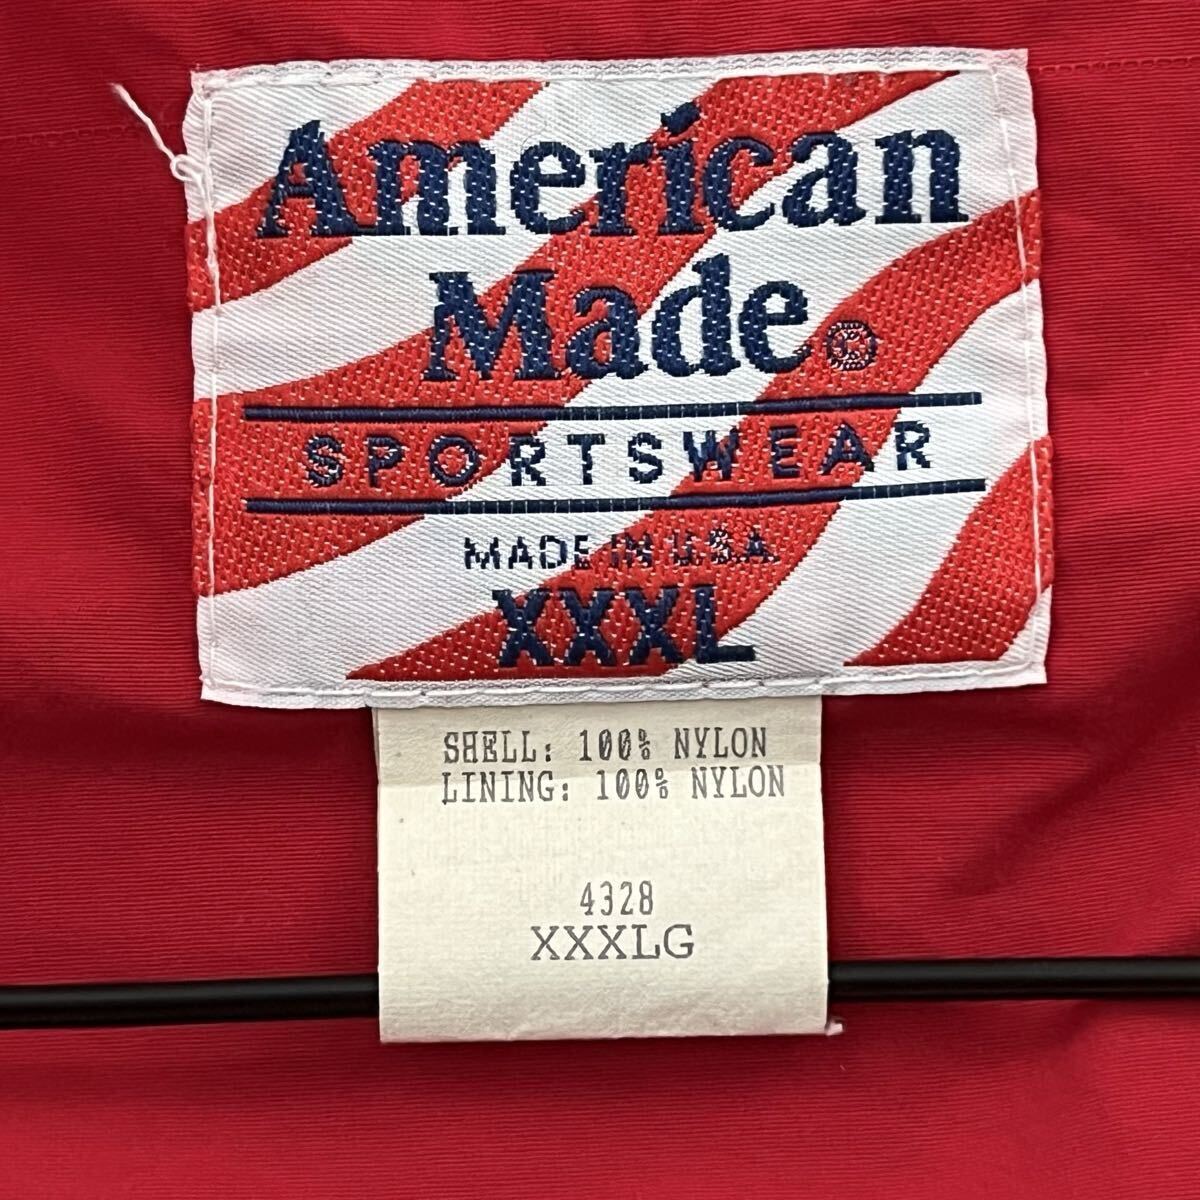 American
Made®
SPORTSWEAR
MADE IN U.S.A.
XXXL
SHELL: 100% NYLON
LINING: 100% NYLON
4328
XXXLG